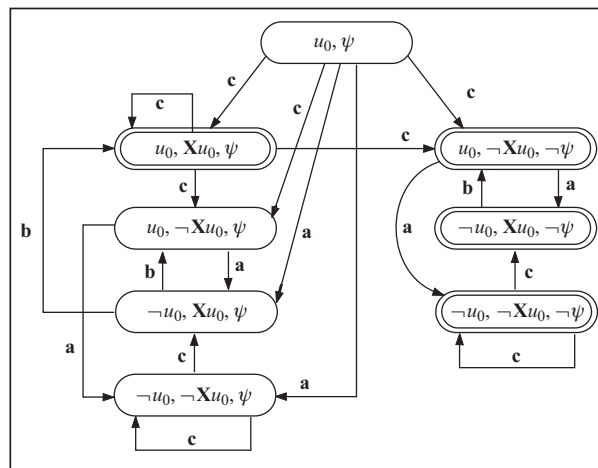 u₀, ψ
c
c
c
c
c
u₀, Xu₀, ψ
u₀, ¬Xu₀, ¬ψ
c
b
a
u₀, ¬Xu₀, ψ
¬u₀, Xu₀, ψ
a
a
b
b
a
¬u₀, Xu₀, ψ
c
¬u₀, ¬Xu₀, ¬ψ
a
c
c
¬u₀, ¬Xu₀, ψ
a
c